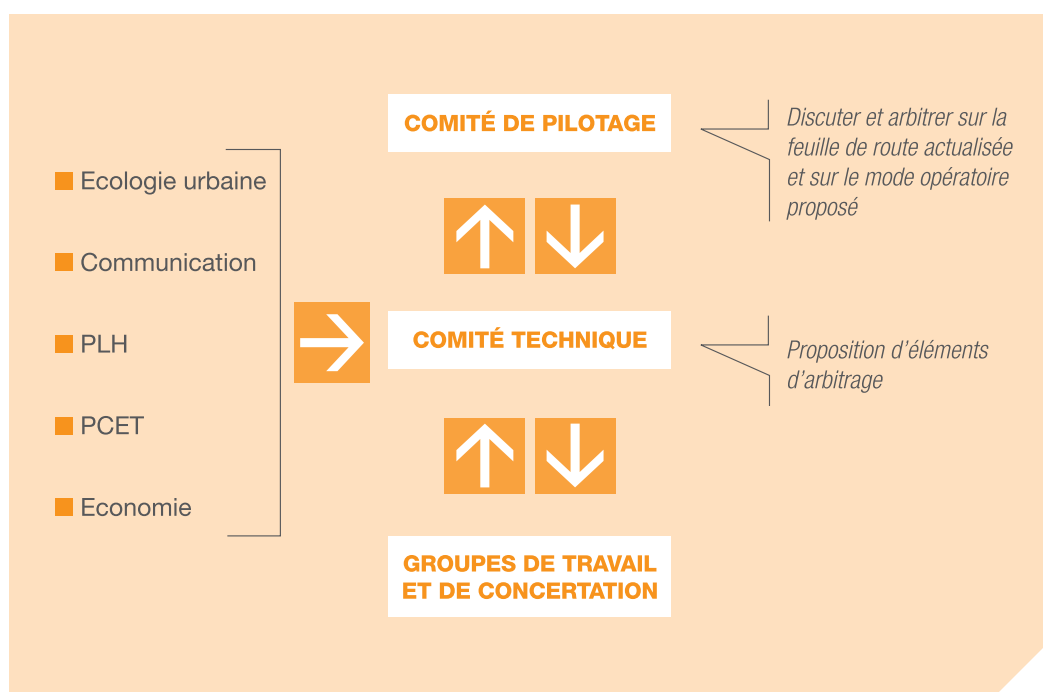 Ecologie urbaine
Communication
PLH
PCET
Economie
COMITÉ DE PILOTAGE
Discuter et arbitrer sur la
feuille de route actualisée
et sur le mode opératoire
proposé
COMITÉ TECHNIQUE
Proposition d’éléments
d’arbitrage
GROUPES DE TRAVAIL
ET DE CONCERTATION